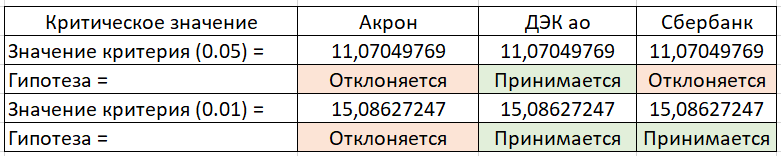 Критическое значение Акрон ДЭК ао Сбербанк
Значение критерия (0.05) = 11,07049769 11,07049769 11,07049769
Гипотеза = Отклоняется Принимается Отклоняется
Значение критерия (0.01) = 15,08627247 15,08627247 15,08627247
Гипотеза = Отклоняется Принимается Принимается